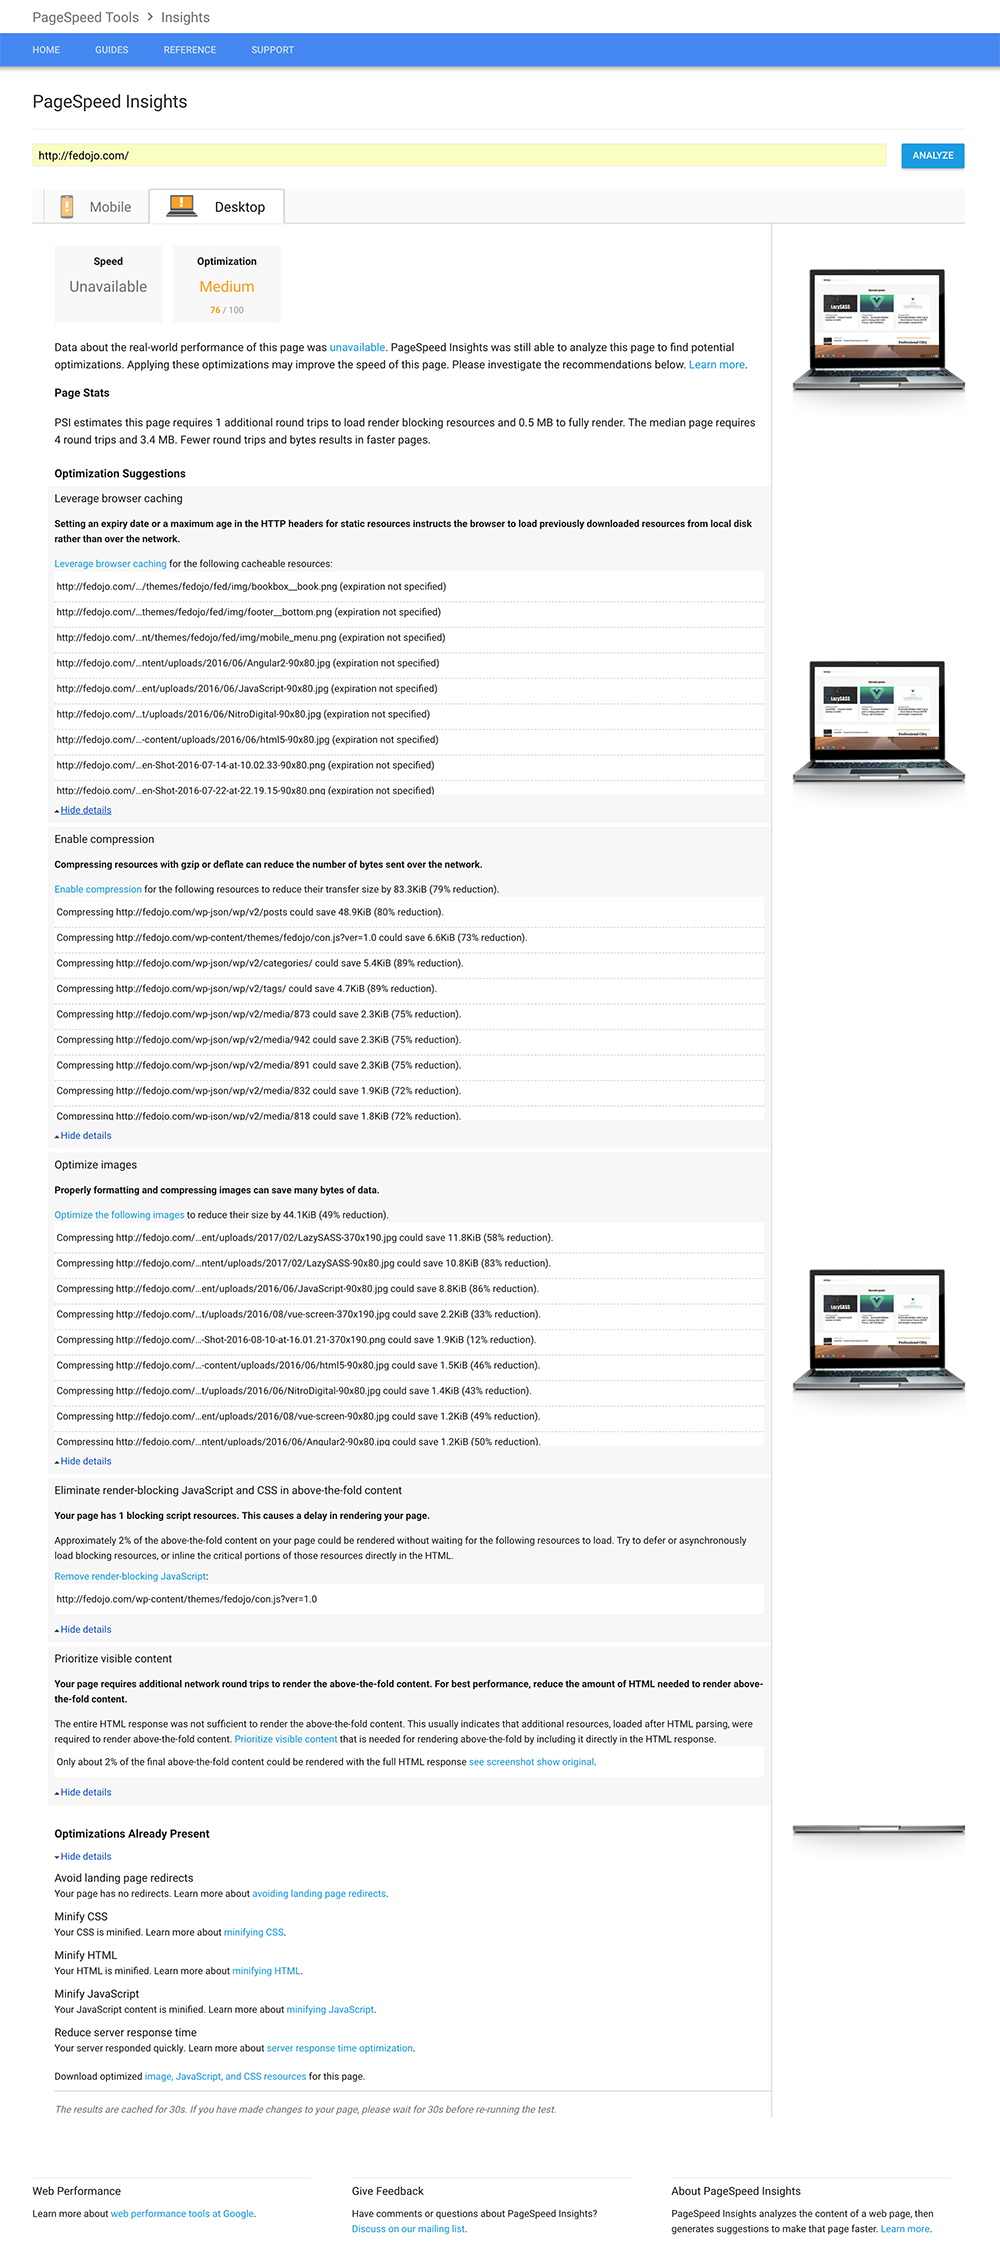 PageSpeed Tools > Insights
HOME GUIDES REFERENCE SUPPORT
PageSpeed Insights
http://fedojo.com/
ANALYZE
Mobile
Desktop
Speed
Unavailable
Optimization
Medium
76 / 100
Data about the real-world performance of this page was unavailable. PageSpeed Insights was still able to analyze this page to find potential
optimizations. Applying these optimizations may improve the speed of this page. Please investigate the recommendations below. Learn more.
Page Stats
PSI estimates this page requires 1 additional round trips to load render blocking resources and 0.5 MB to fully render. The median page requires
4 round trips and 3.4 MB. Fewer round trips and bytes results in faster pages.
Optimization Suggestions
Leverage browser caching
Setting an expiry date or a maximum age in the HTTP headers for static resources instructs the browser to load previously downloaded resources from local disk
rather than over the network.
Leverage browser caching for the following cacheable resources:
http://fedojo.com/…/themes/fedojo/fed/img/bookbox__book.png (expiration not specified)
http://fedojo.com/…themes/fedojo/fed/img/footer__bottom.png (expiration not specified)
http://fedojo.com/…nt/themes/fedojo/fed/img/mobile_menu.png (expiration not specified)
http://fedojo.com/…ntent/uploads/2016/06/Angular2-90x80.jpg (expiration not specified)
http://fedojo.com/…ent/uploads/2016/06/JavaScript-90x80.jpg (expiration not specified)
http://fedojo.com/…t/uploads/2016/06/NitroDigital-90x80.jpg (expiration not specified)
http://fedojo.com/…-content/uploads/2016/06/html5-90x80.jpg (expiration not specified)
http://fedojo.com/…en-Shot-2016-07-14-at-10.02.33-90x80.png (expiration not specified)
http://fedojo.com/…en-Shot-2016-07-22-at-22.19.15-90x80.png (expiration not specified)
Hide details
Enable compression
Compressing resources with gzip or deflate can reduce the number of bytes sent over the network.
Enable compression for the following resources to reduce their transfer size by 83.3KiB (79% reduction).
Compressing http://fedojo.com/wp-json/wp/v2/posts could save 48.9KiB (80% reduction).
Compressing http://fedojo.com/wp-content/themes/fedojo/con.js?ver=1.0 could save 6.6KiB (73% reduction).
Compressing http://fedojo.com/wp-json/wp/v2/categories/ could save 5.4KiB (89% reduction).
Compressing http://fedojo.com/wp-json/wp/v2/tags/ could save 4.7KiB (89% reduction).
Compressing http://fedojo.com/wp-json/wp/v2/media/873 could save 2.3KiB (75% reduction).
Compressing http://fedojo.com/wp-json/wp/v2/media/942 could save 2.3KiB (75% reduction).
Compressing http://fedojo.com/wp-json/wp/v2/media/891 could save 2.3KiB (75% reduction).
Compressing http://fedojo.com/wp-json/wp/v2/media/832 could save 1.9KiB (72% reduction).
Compressing http://fedojo.com/wp-json/wp/v2/media/818 could save 1.8KiB (72% reduction).
Hide details
Optimize images
Properly formatting and compressing images can save many bytes of data.
Optimize the following images to reduce their size by 44.1KiB (49% reduction).
Compressing http://fedojo.com/…ent/uploads/2017/02/LazySASS-370x190.jpg could save 11.8KiB (58% reduction).
Compressing http://fedojo.com/…ntent/uploads/2017/02/LazySASS-90x80.jpg could save 10.8KiB (83% reduction).
Compressing http://fedojo.com/…ent/uploads/2016/06/JavaScript-90x80.jpg could save 8.8KiB (86% reduction).
Compressing http://fedojo.com/…t/uploads/2016/08/vue-screen-370x190.jpg could save 2.2KiB (33% reduction).
Compressing http://fedojo.com/…-Shot-2016-08-10-at-16.01.21-370x190.png could save 1.9KiB (12% reduction).
Compressing http://fedojo.com/…-content/uploads/2016/06/html5-90x80.jpg could save 1.5KiB (46% reduction).
Compressing http://fedojo.com/…t/uploads/2016/06/NitroDigital-90x80.jpg could save 1.4KiB (43% reduction).
Compressing http://fedojo.com/…ent/uploads/2016/08/vue-screen-90x80.jpg could save 1.2KiB (49% reduction).
Compressing http://fedojo.com/…ntent/uploads/2016/06/Angular2-90x80.jpg could save 1.2KiB (50% reduction).
Hide details
Eliminate render-blocking JavaScript and CSS in above-the-fold content
Your page has 1 blocking script resources. This causes a delay in rendering your page.
Approximately 2% of the above-the-fold content on your page could be rendered without waiting for the following resources to load. Try to defer or asynchronously
load blocking resources, or inline the critical portions of those resources directly in the HTML.
Remove render-blocking JavaScript:
http://fedojo.com/wp-content/themes/fedojo/con.js?ver=1.0
Hide details
Prioritize visible content
Your page requires additional network round trips to render the above-the-fold content. For best performance, reduce the amount of HTML needed to render above-
the-fold content.
The entire HTML response was not sufficient to render the above-the-fold content. This usually indicates that additional resources, loaded after HTML parsing, were
required to render above-the-fold content. Prioritize visible content that is needed for rendering above-the-fold by including it directly in the HTML response.
Only about 2% of the final above-the-fold content could be rendered with the full HTML response see screenshot show original.
Hide details
Optimizations Already Present
Hide details
Avoid landing page redirects
Your page has no redirects. Learn more about avoiding landing page redirects.
Minify CSS
Your CSS is minified. Learn more about minifying CSS.
Minify HTML
Your HTML is minified. Learn more about minifying HTML.
Minify JavaScript
Your JavaScript content is minified. Learn more about minifying JavaScript.
Reduce server response time
Your server responded quickly. Learn more about server response time optimization.
Download optimized image, JavaScript, and CSS resources for this page.
The results are cached for 30s. If you have made changes to your page, please wait for 30s before re-running the test.
Web Performance
Learn more about web performance tools at Google.
Give Feedback
Have comments or questions about PageSpeed Insights?
Discuss on our mailing list.
About PageSpeed Insights
PageSpeed Insights analyzes the content of a web page, then
generates suggestions to make that page faster. Learn more.